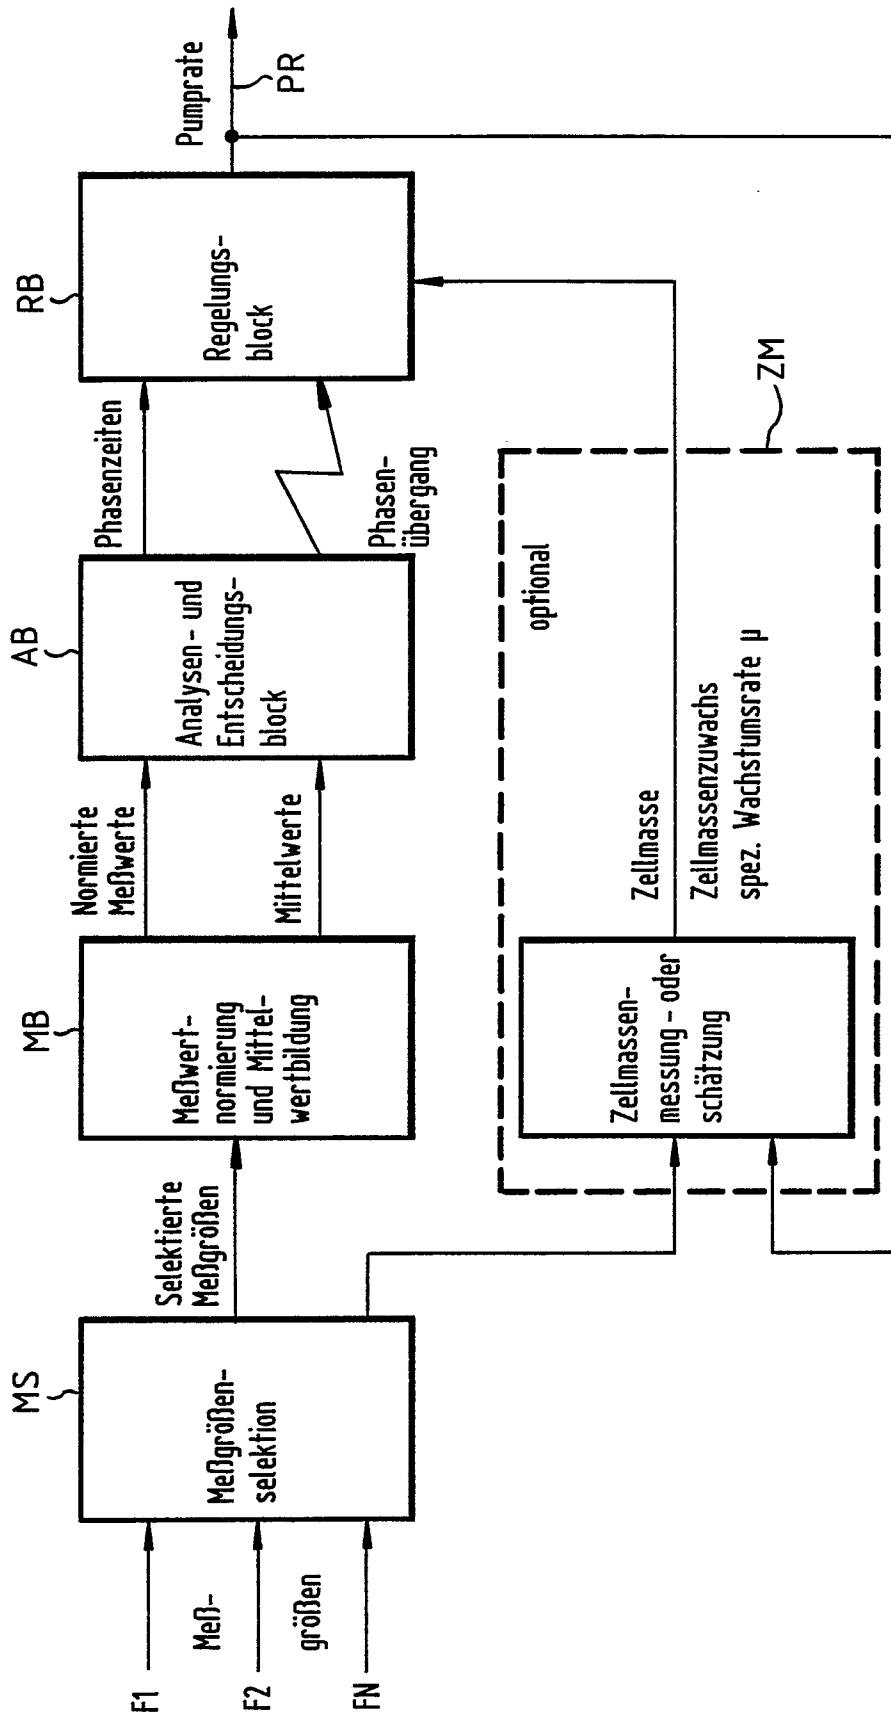 F1
F2
FN
Meß-
größen
MS
Meßgrößen-
selektion
Selektierte
Meßgrößen
MB
Meßwert-
normierung
und Mittel-
wertbildung
Normierte
Meßwerte
Mittelwerte
AB
Analysen- und
Entscheidungs-
block
Phasenzeiten
Phasen-
übergang
RB
Regelungs-
block
Pumprate
PR
Zellmassen-
messung- oder
schätzung
Zellmasse
Zellmassenzuwachs
spez. Wachstumsrate µ
optional
ZM